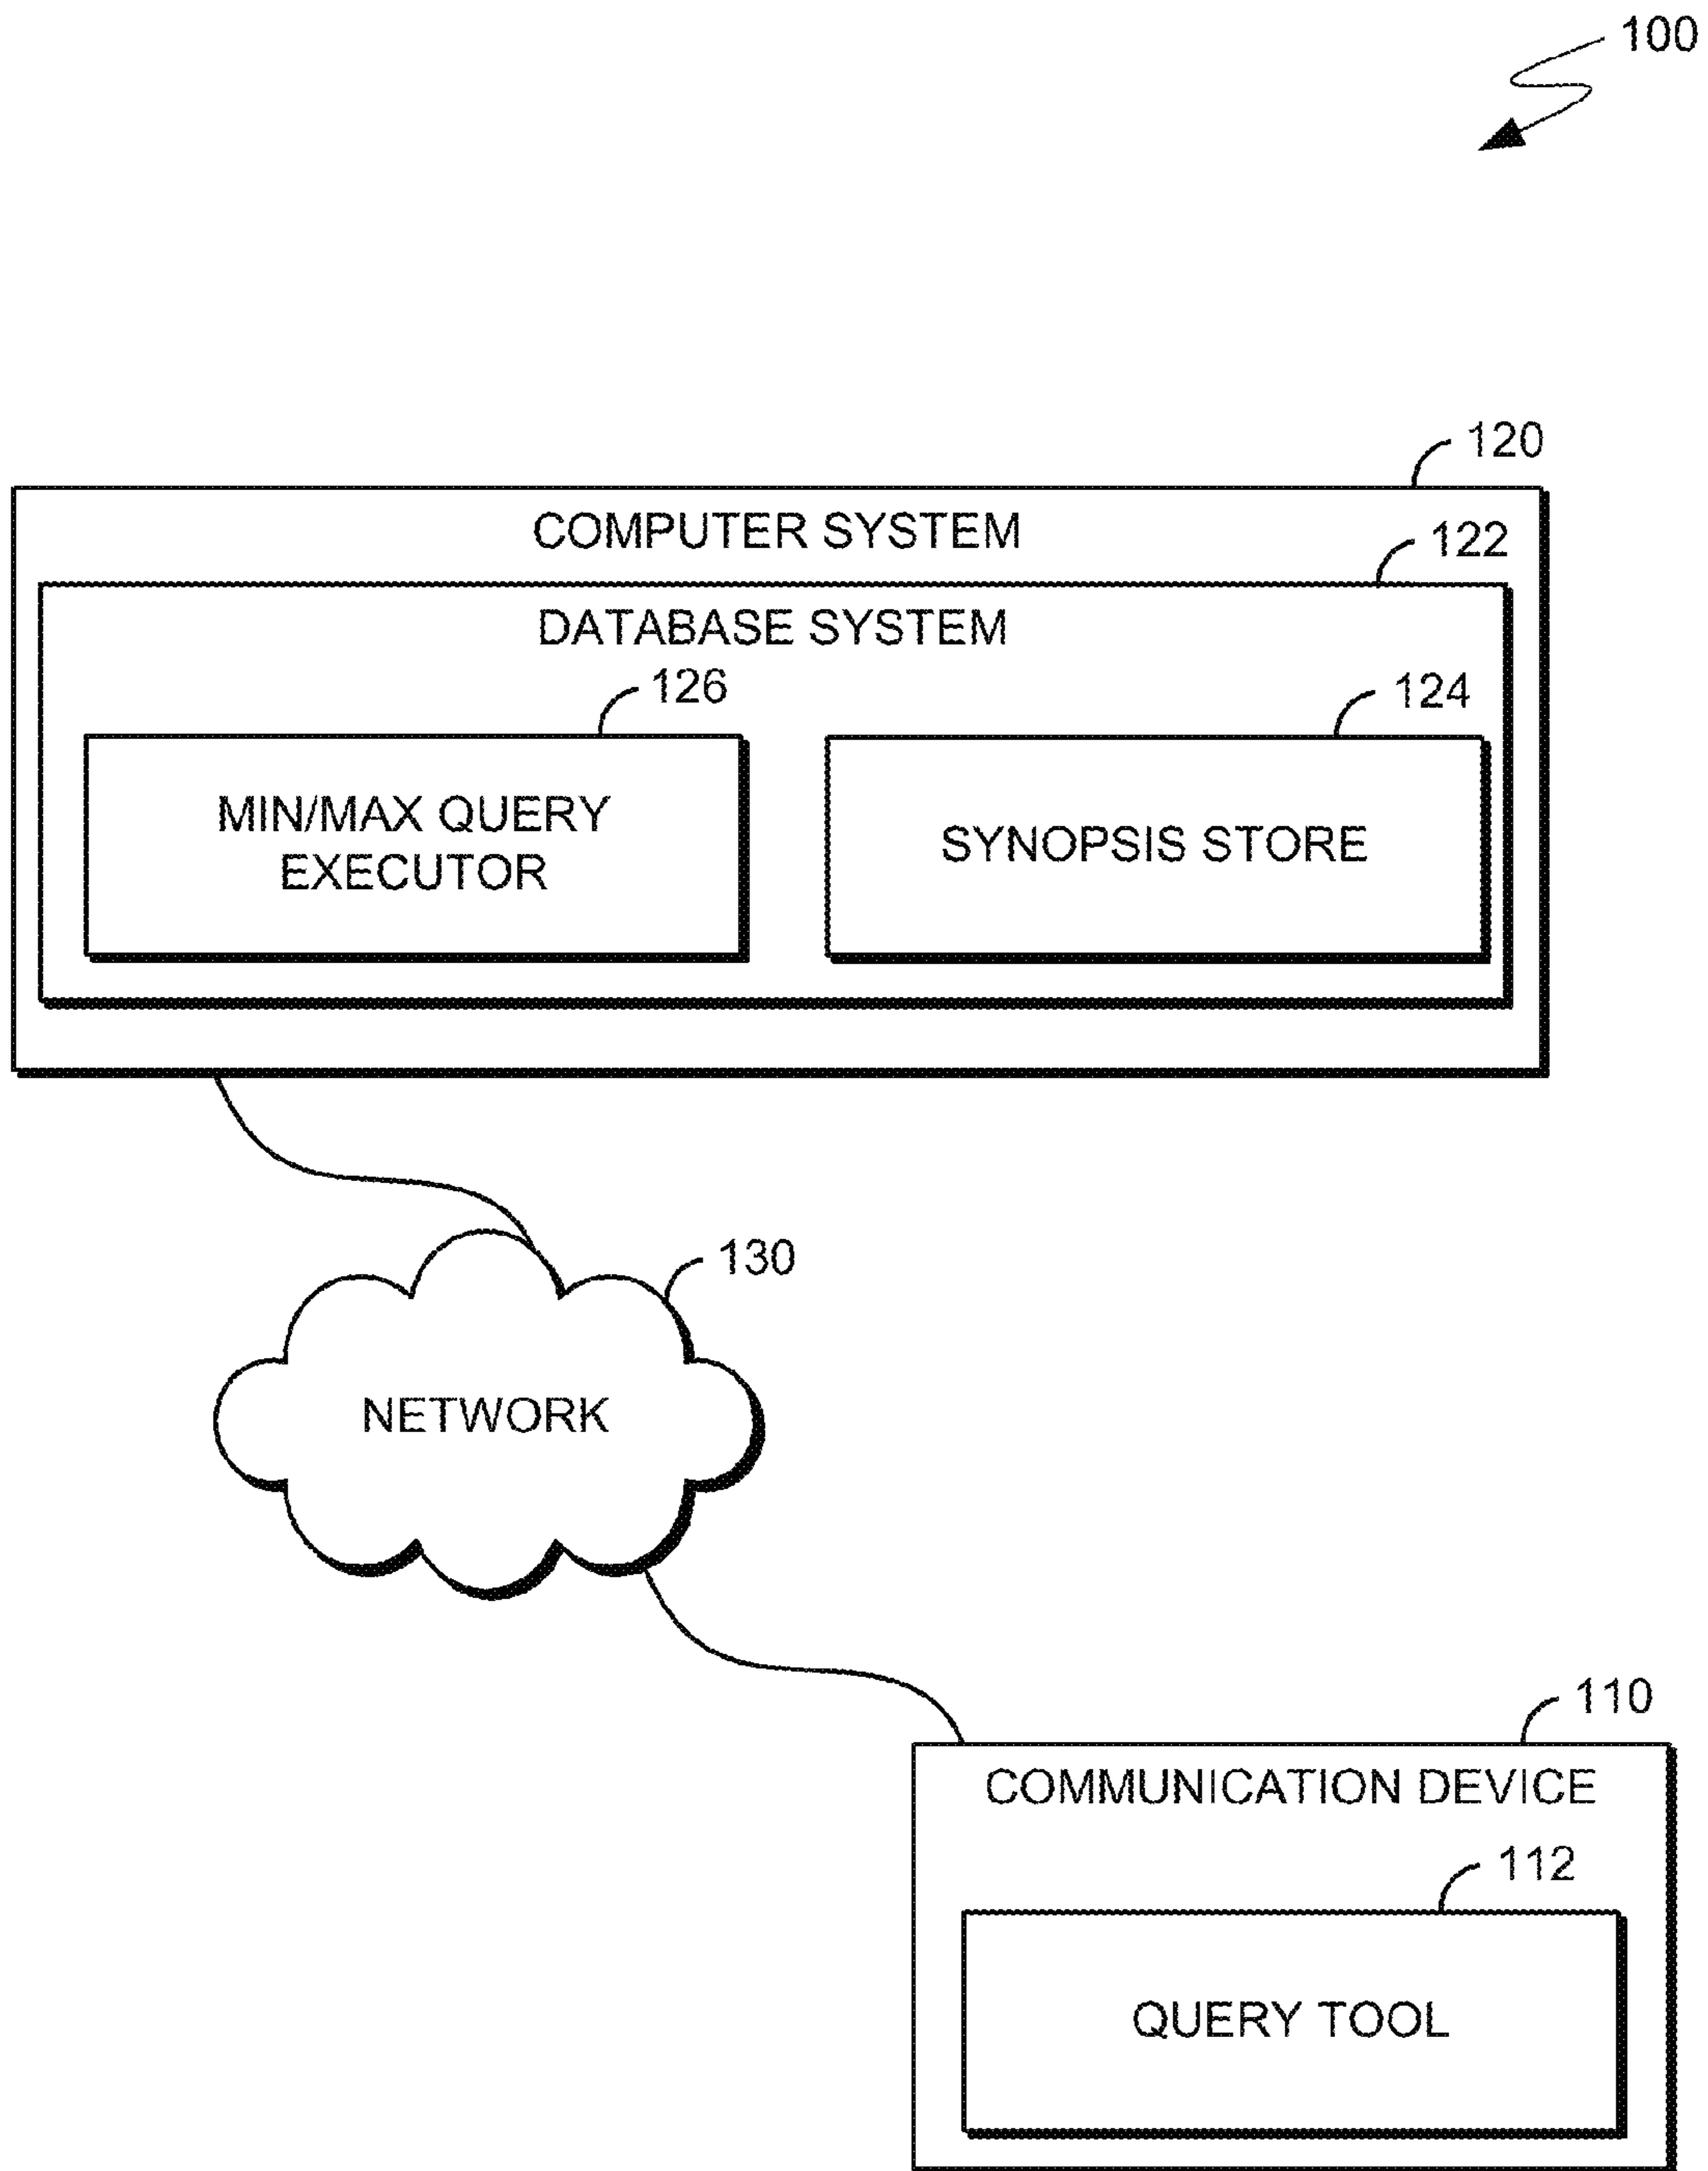 100
120
COMPUTER SYSTEM
122
DATABASE SYSTEM
126
124
MIN/MAX QUERY
EXECUTOR
SYNOPSIS STORE
130
NETWORK
110
COMMUNICATION DEVICE
112
QUERY TOOL